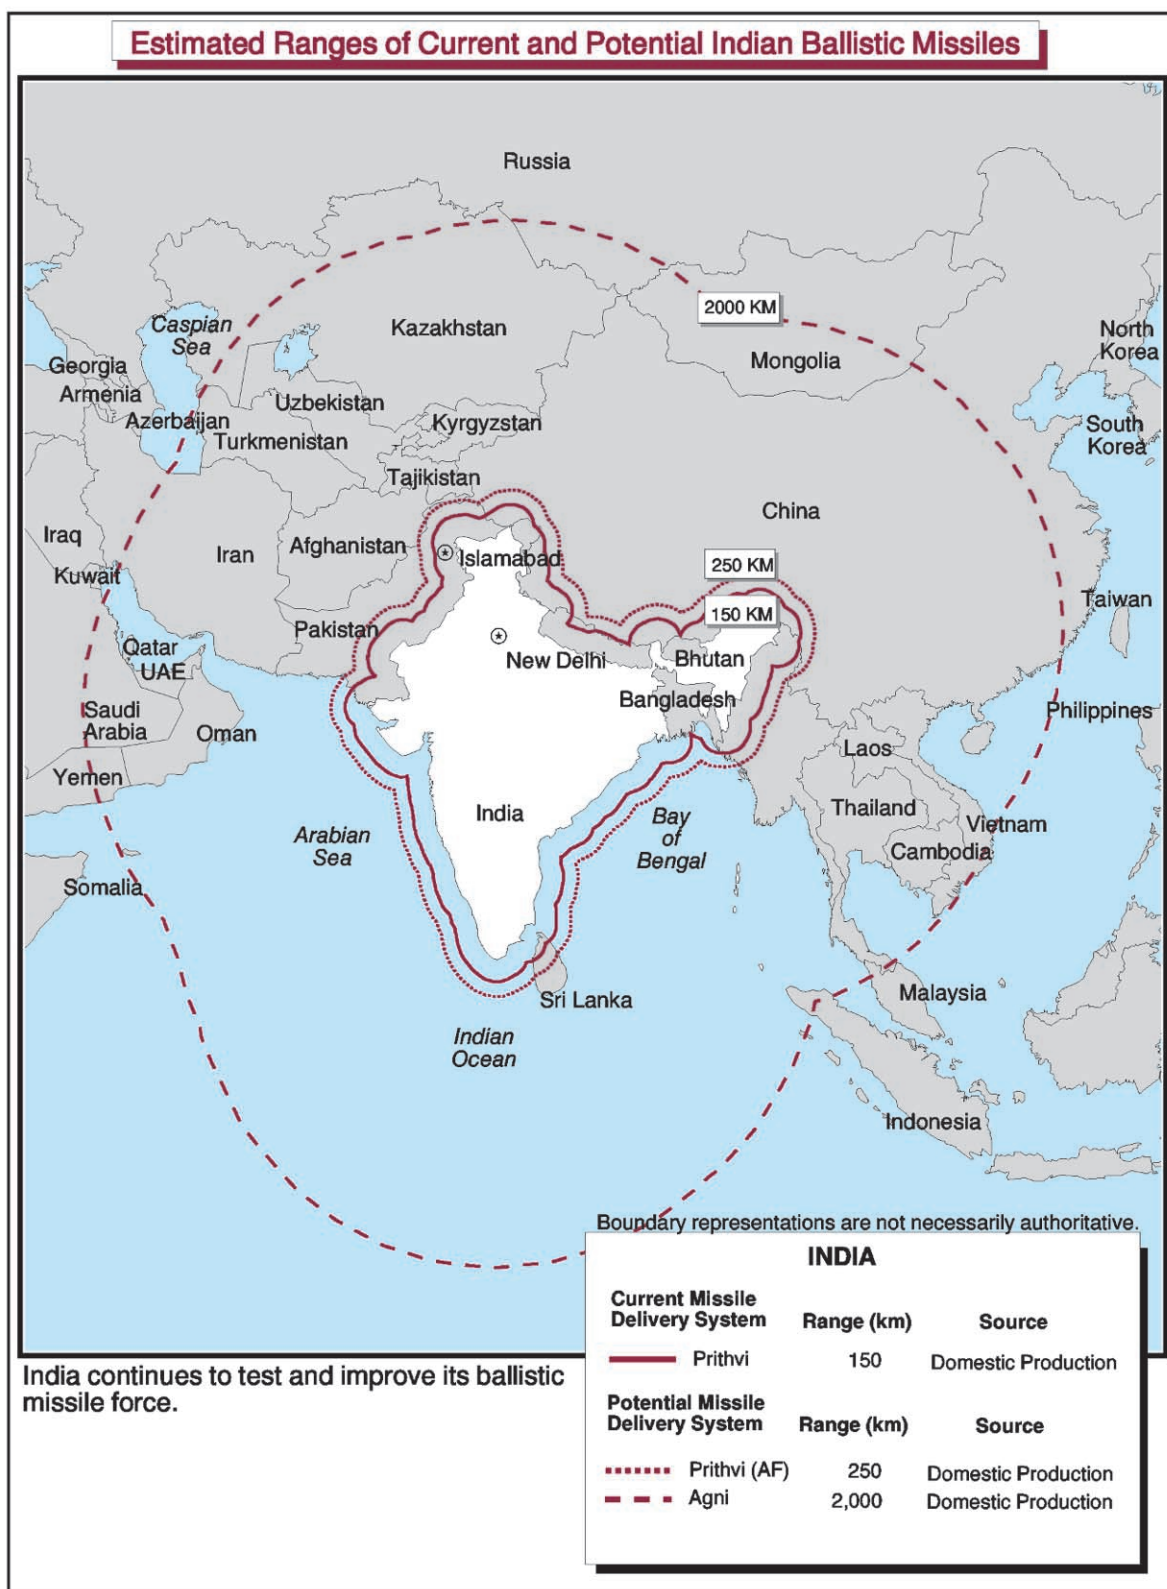 Estimated Ranges of Current and Potential Indian Ballistic Missiles
Russia
2000 KM
Caspian
Sea
Kazakhstan
Mongolia
North
Korea
Georgia
Armenia
Azerbaijan
Uzbekistan
Turkmenistan
Kyrgyzstan
South
Korea
Tajikistan
China
Iraq
Iran
Afghanistan
Islamabad
250 KM
Kuwait
150 KM
Taiwan
Pakistan
Qatar
UAE
New Delhi
Bhutan
Bangladesh
Saudi
Arabia
Oman
Philippines
Laos
Yemen
India
Thailand
Vietnam
Arabian
Sea
Bay
of
Bengal
Cambodia
Somalia
Sri Lanka
Malaysia
Indian
Ocean
Indonesia
Boundary representations are not necessarily authoritative.
INDIA
Current Missile
Delivery System Range (km) Source
Prithvi 150 Domestic Production
Potential Missile
Delivery System Range (km) Source
Prithvi (AF) 250 Domestic Production
Agni 2,000 Domestic Production
India continues to test and improve its ballistic
missile force.